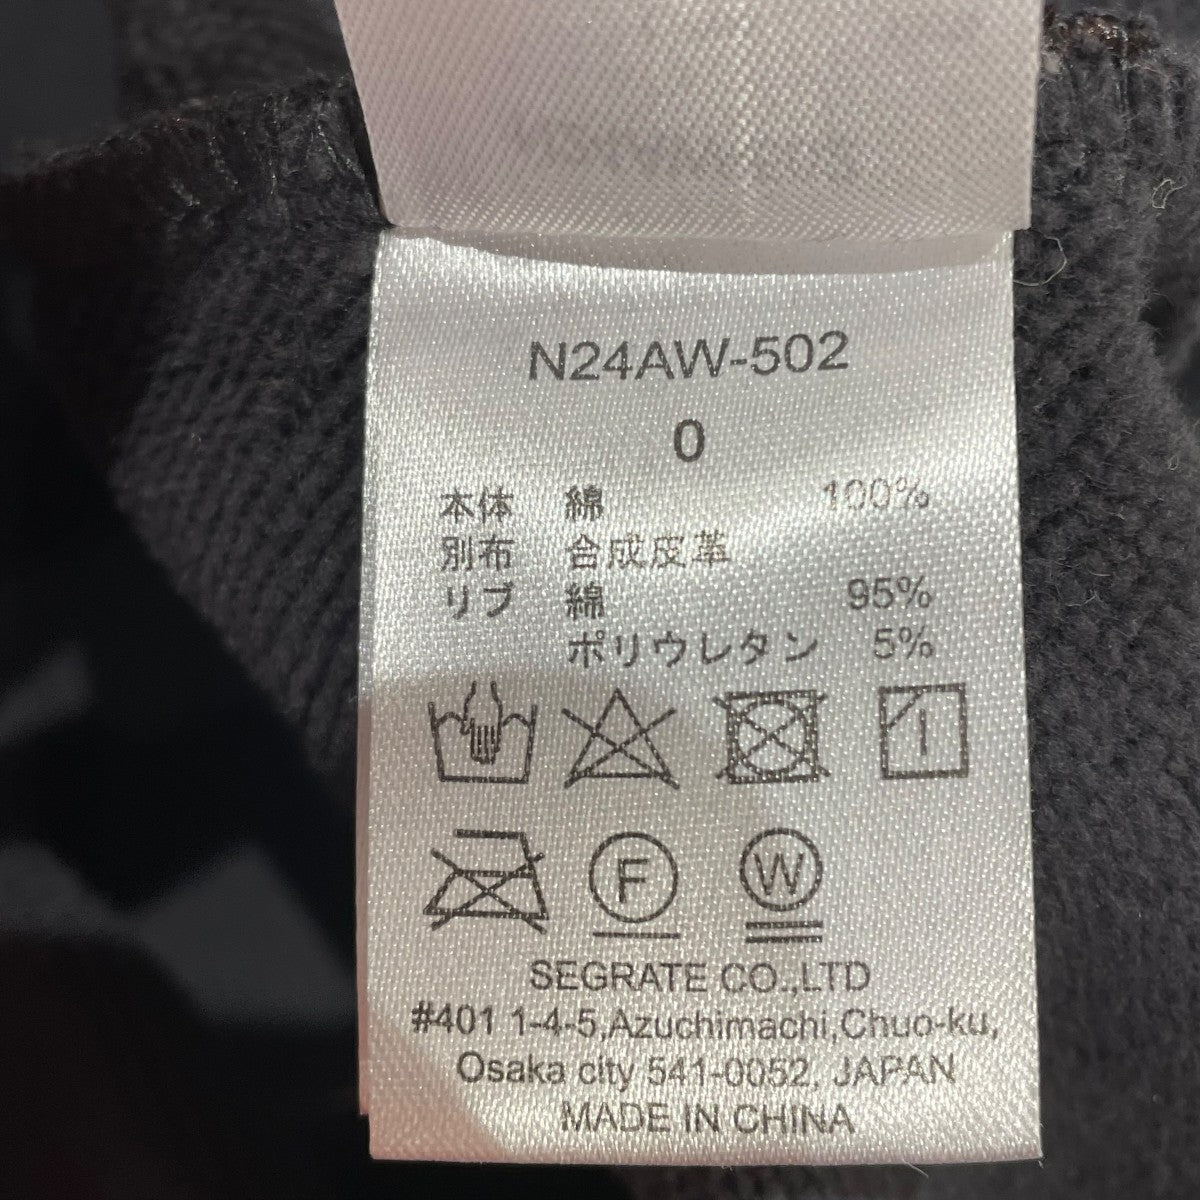 N24AW-502
0
本体 綿 100%
別布 合成皮革
リブ 綿 95%
ポリウレタン 5%
F W
SEGRATE CO.,LTD
#401 1-4-5,Azuchimachi,Chuo-ku,
Osaka city 541-0052, JAPAN
MADE IN CHINA